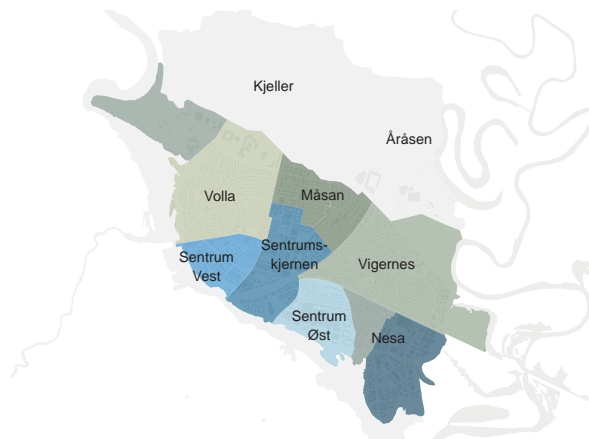 Kjeller
Åråsen
Volla
Måsan
Sentrums-
kjernen
Sentrum
Vest
Vigernes
Sentrum
Øst
Nesa